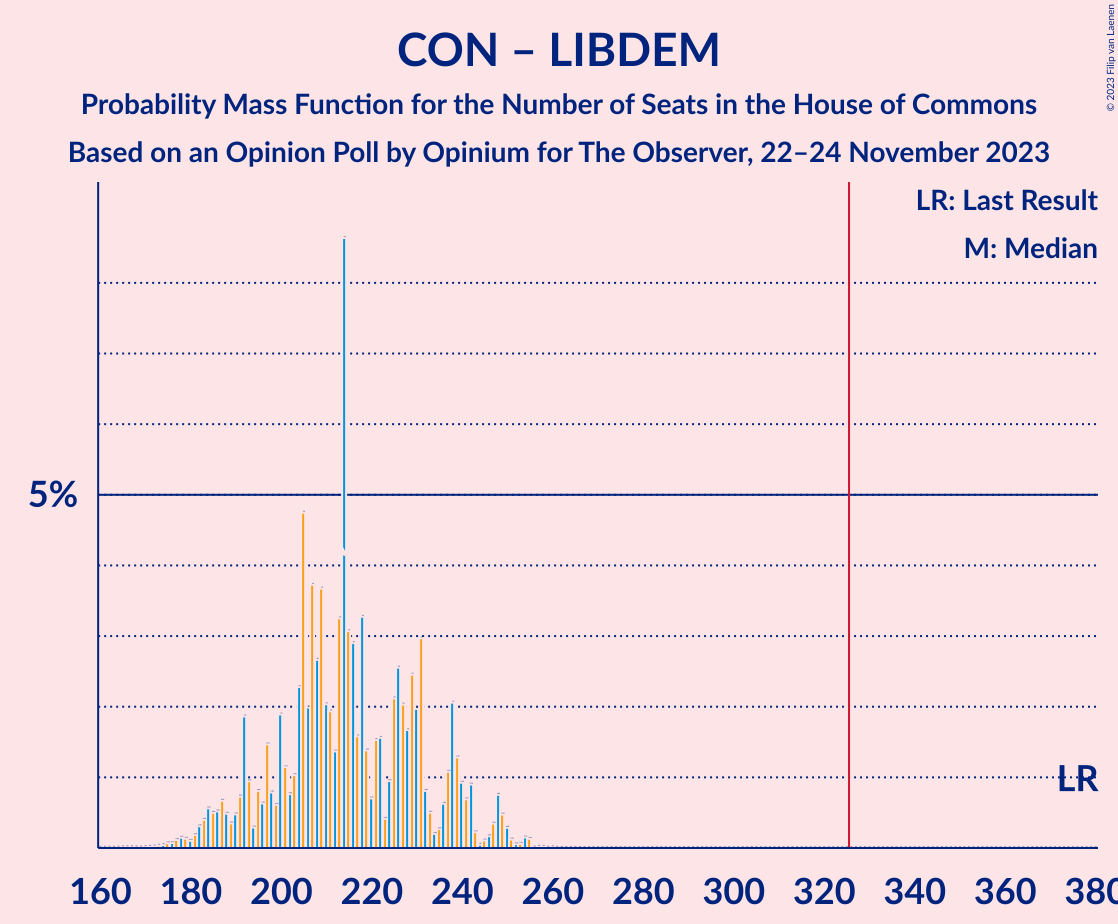 CON – LIBDEM
Probability Mass Function for the Number of Seats in the House of Commons
Based on an Opinion Poll by Opinium for The Observer, 22–24 November 2023
© 2023 Filip van Laenen
LR: Last Result
M: Median
5%
LR
160 180 200 220 240 260 280 300 320 340 360 380